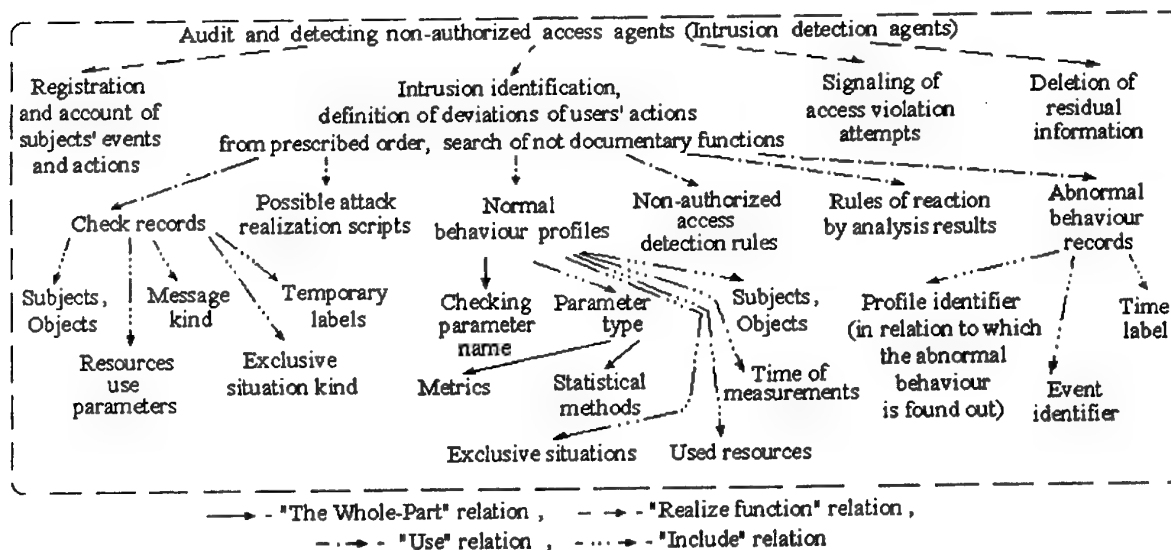 Audit and detecting non-authorized access agents (Intrusion detection agents)
Registration
and account of
subjects' events
and actions
Intrusion identification,
definition of deviations of users' actions
from prescribed order, search of not documentary functions
Signaling of
access violation
attempts
Deletion of
residual
information
Check records
Possible attack
realization scripts
Normal
behaviour profiles
Non-authorized
access
detection rules
Rules of reaction
by analysis results
Abnormal
behaviour
records
Subjects,
Objects
Message
kind
Temporary
labels
Resources
use
parameters
Exclusive
situation kind
Checking
parameter
name
Parameter
type
Subjects,
Objects
Metrics
Statistical
methods
Time of
measurements
Exclusive situations
Used resources
Profile identifier
(in relation to which
the abnormal
behaviour
is found out)
Event
identifier
Time
label
- "The Whole-Part" relation , - "Realize function" relation ,
- "Use" relation , - "Include" relation